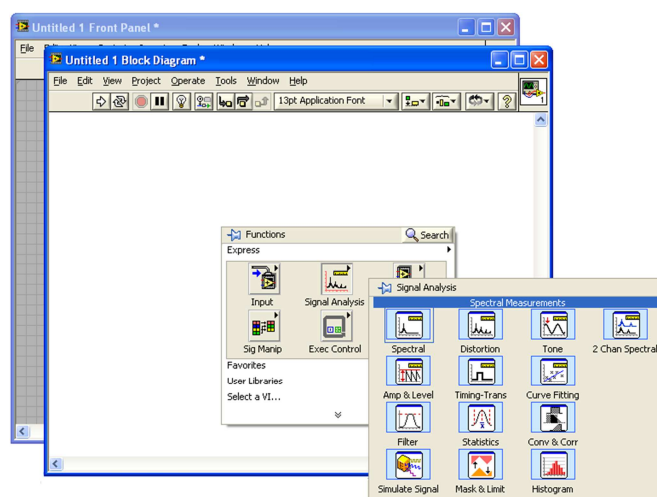 Untitled 1 Front Panel *
File
Untitled 1 Block Diagram *
File Edit View Project Operate Tools Window Help
13pt Application Font
1
Functions Search
Express
Input Signal Analysis
Sig Manip Exec Control
Favorites
User Libraries
Select a VI...
Signal Analysis
Spectral Measurements
Spectral Distortion Tone 2 Chan Spectral
Amp & Level Timing-Trans Curve Fitting
Filter Statistics Conv & Corr
Simulate Signal Mask & Limit Histogram